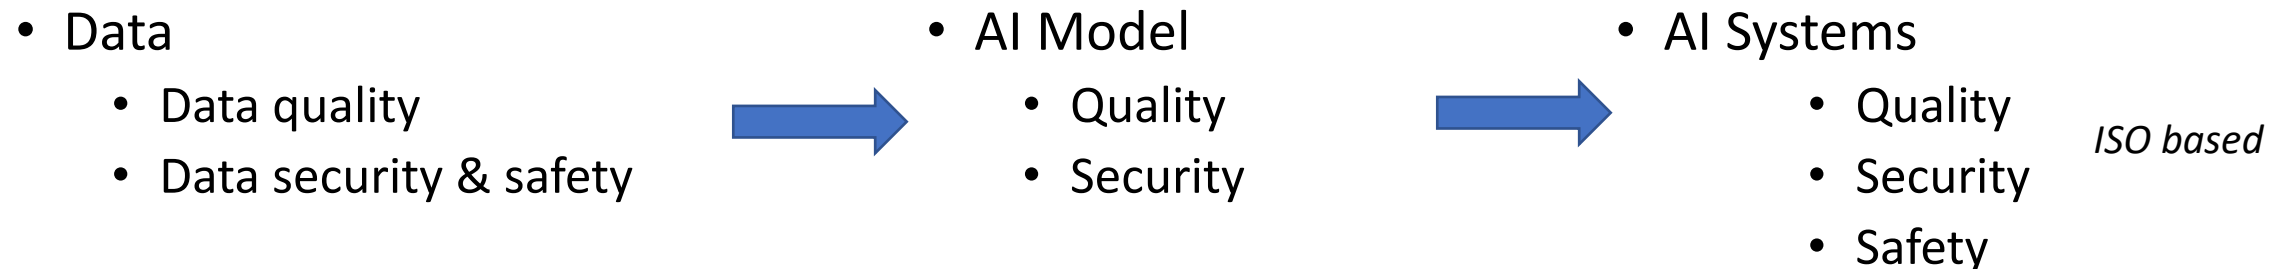 • Data
• Data quality
• Data security & safety
• AI Model
• Quality
• Security
• AI Systems
• Quality
• Security
• Safety
ISO based